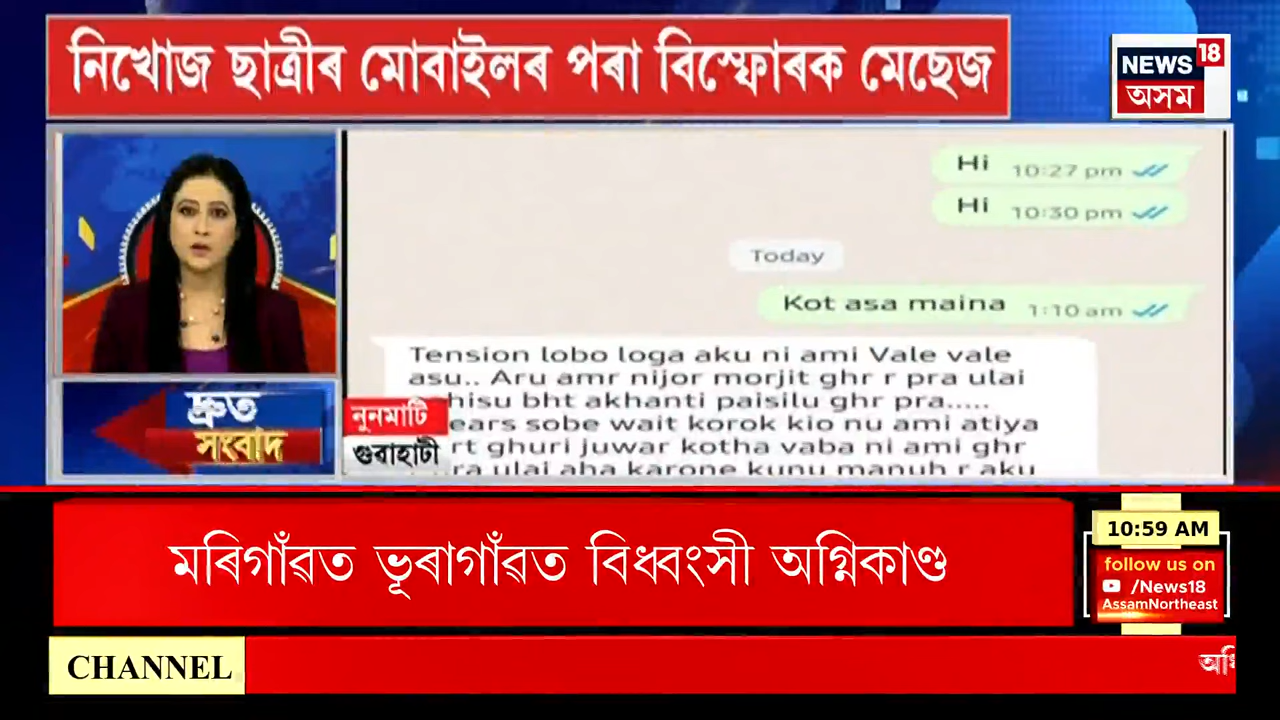 নিখোজ ছাত্ৰীৰ মোবাইলৰ পৰা বিস্ফোৰক মেছেজ
NEWS 18
অসম
Hi 10:27 pm
Hi 10:30 pm
Today
Kot asa maina 1:10 am
Tension lobo loga aku ni ami Vale vale
asu.. Aru amr nijor morjit ghr r pra ulai
bht akhanti paisilu ghr pra.....
sobe wait korok kio nu ami atiya
ghuri juwar kotha vaba ni ami ghr
ulai aha karone kunu manuh r aku
দ্ৰুত
সংবাদ
নুনমাটি
গুৱাহাটী
মৰিগাঁৱত ভূৰাগাঁৱত বিধ্বংসী অগ্নিকাণ্ড
10:59 AM
follow us on
/News18
AssamNortheast
CHANNEL